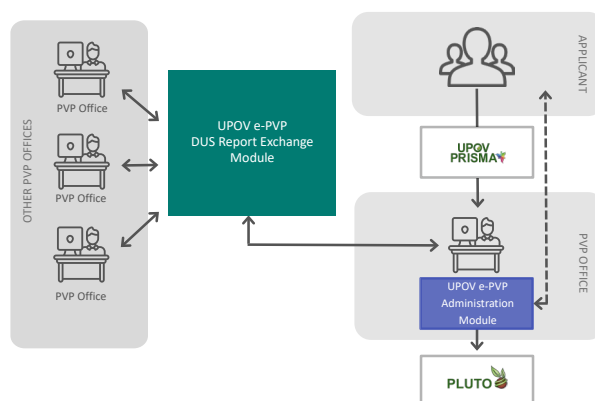 OTHER PVP OFFICES
PVP Office
PVP Office
PVP Office
UPOV e-PVP
DUS Report Exchange
Module
APPLICANT
UPOV
PRISMA
PVP OFFICE
UPOV e-PVP
Administration
Module
PLUTO